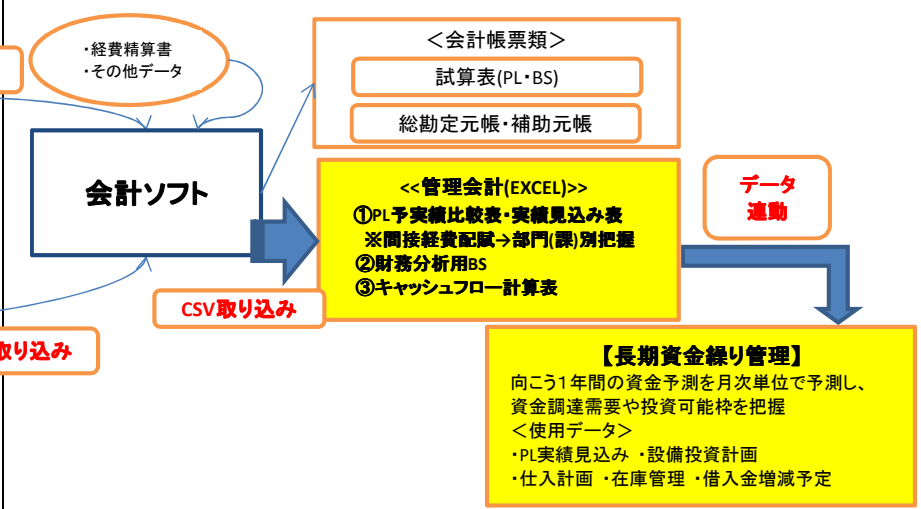 ・経費精算書
・その他データ
＜会計帳票類＞
試算表(PL・BS)
総勘定元帳・補助元帳
会計ソフト
<<管理会計(EXCEL)>>
①PL予実績比較表・実績見込み表
※間接経費配賦→部門(課)別把握
②財務分析用BS
③キャッシュフロー計算表
データ
連動
CSV取り込み
取り込み
【長期資金繰り管理】
向こう１年間の資金予測を月次単位で予測し、
資金調達需要や投資可能枠を把握
＜使用データ＞
・PL実績見込み ・設備投資計画
・仕入計画 ・在庫管理 ・借入金増減予定